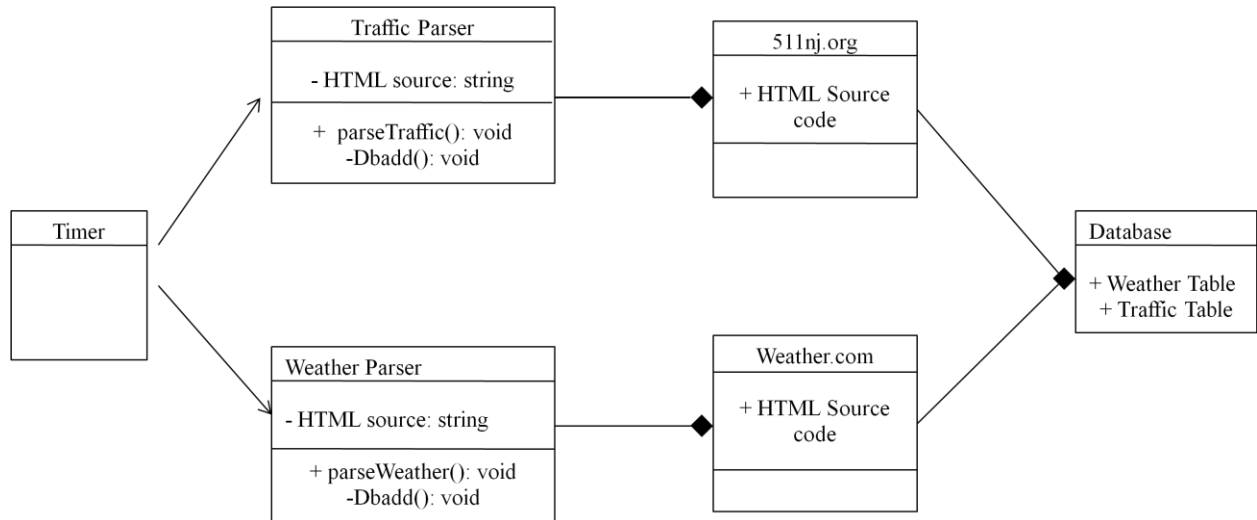 Traffic Parser
- HTML source: string
+ parseTraffic(): void
-Dbadd(): void
511nj.org
+ HTML Source
code
Timer
Database
+ Weather Table
+ Traffic Table
Weather Parser
- HTML source: string
+ parseWeather(): void
-Dbadd(): void
Weather.com
+ HTML Source
code